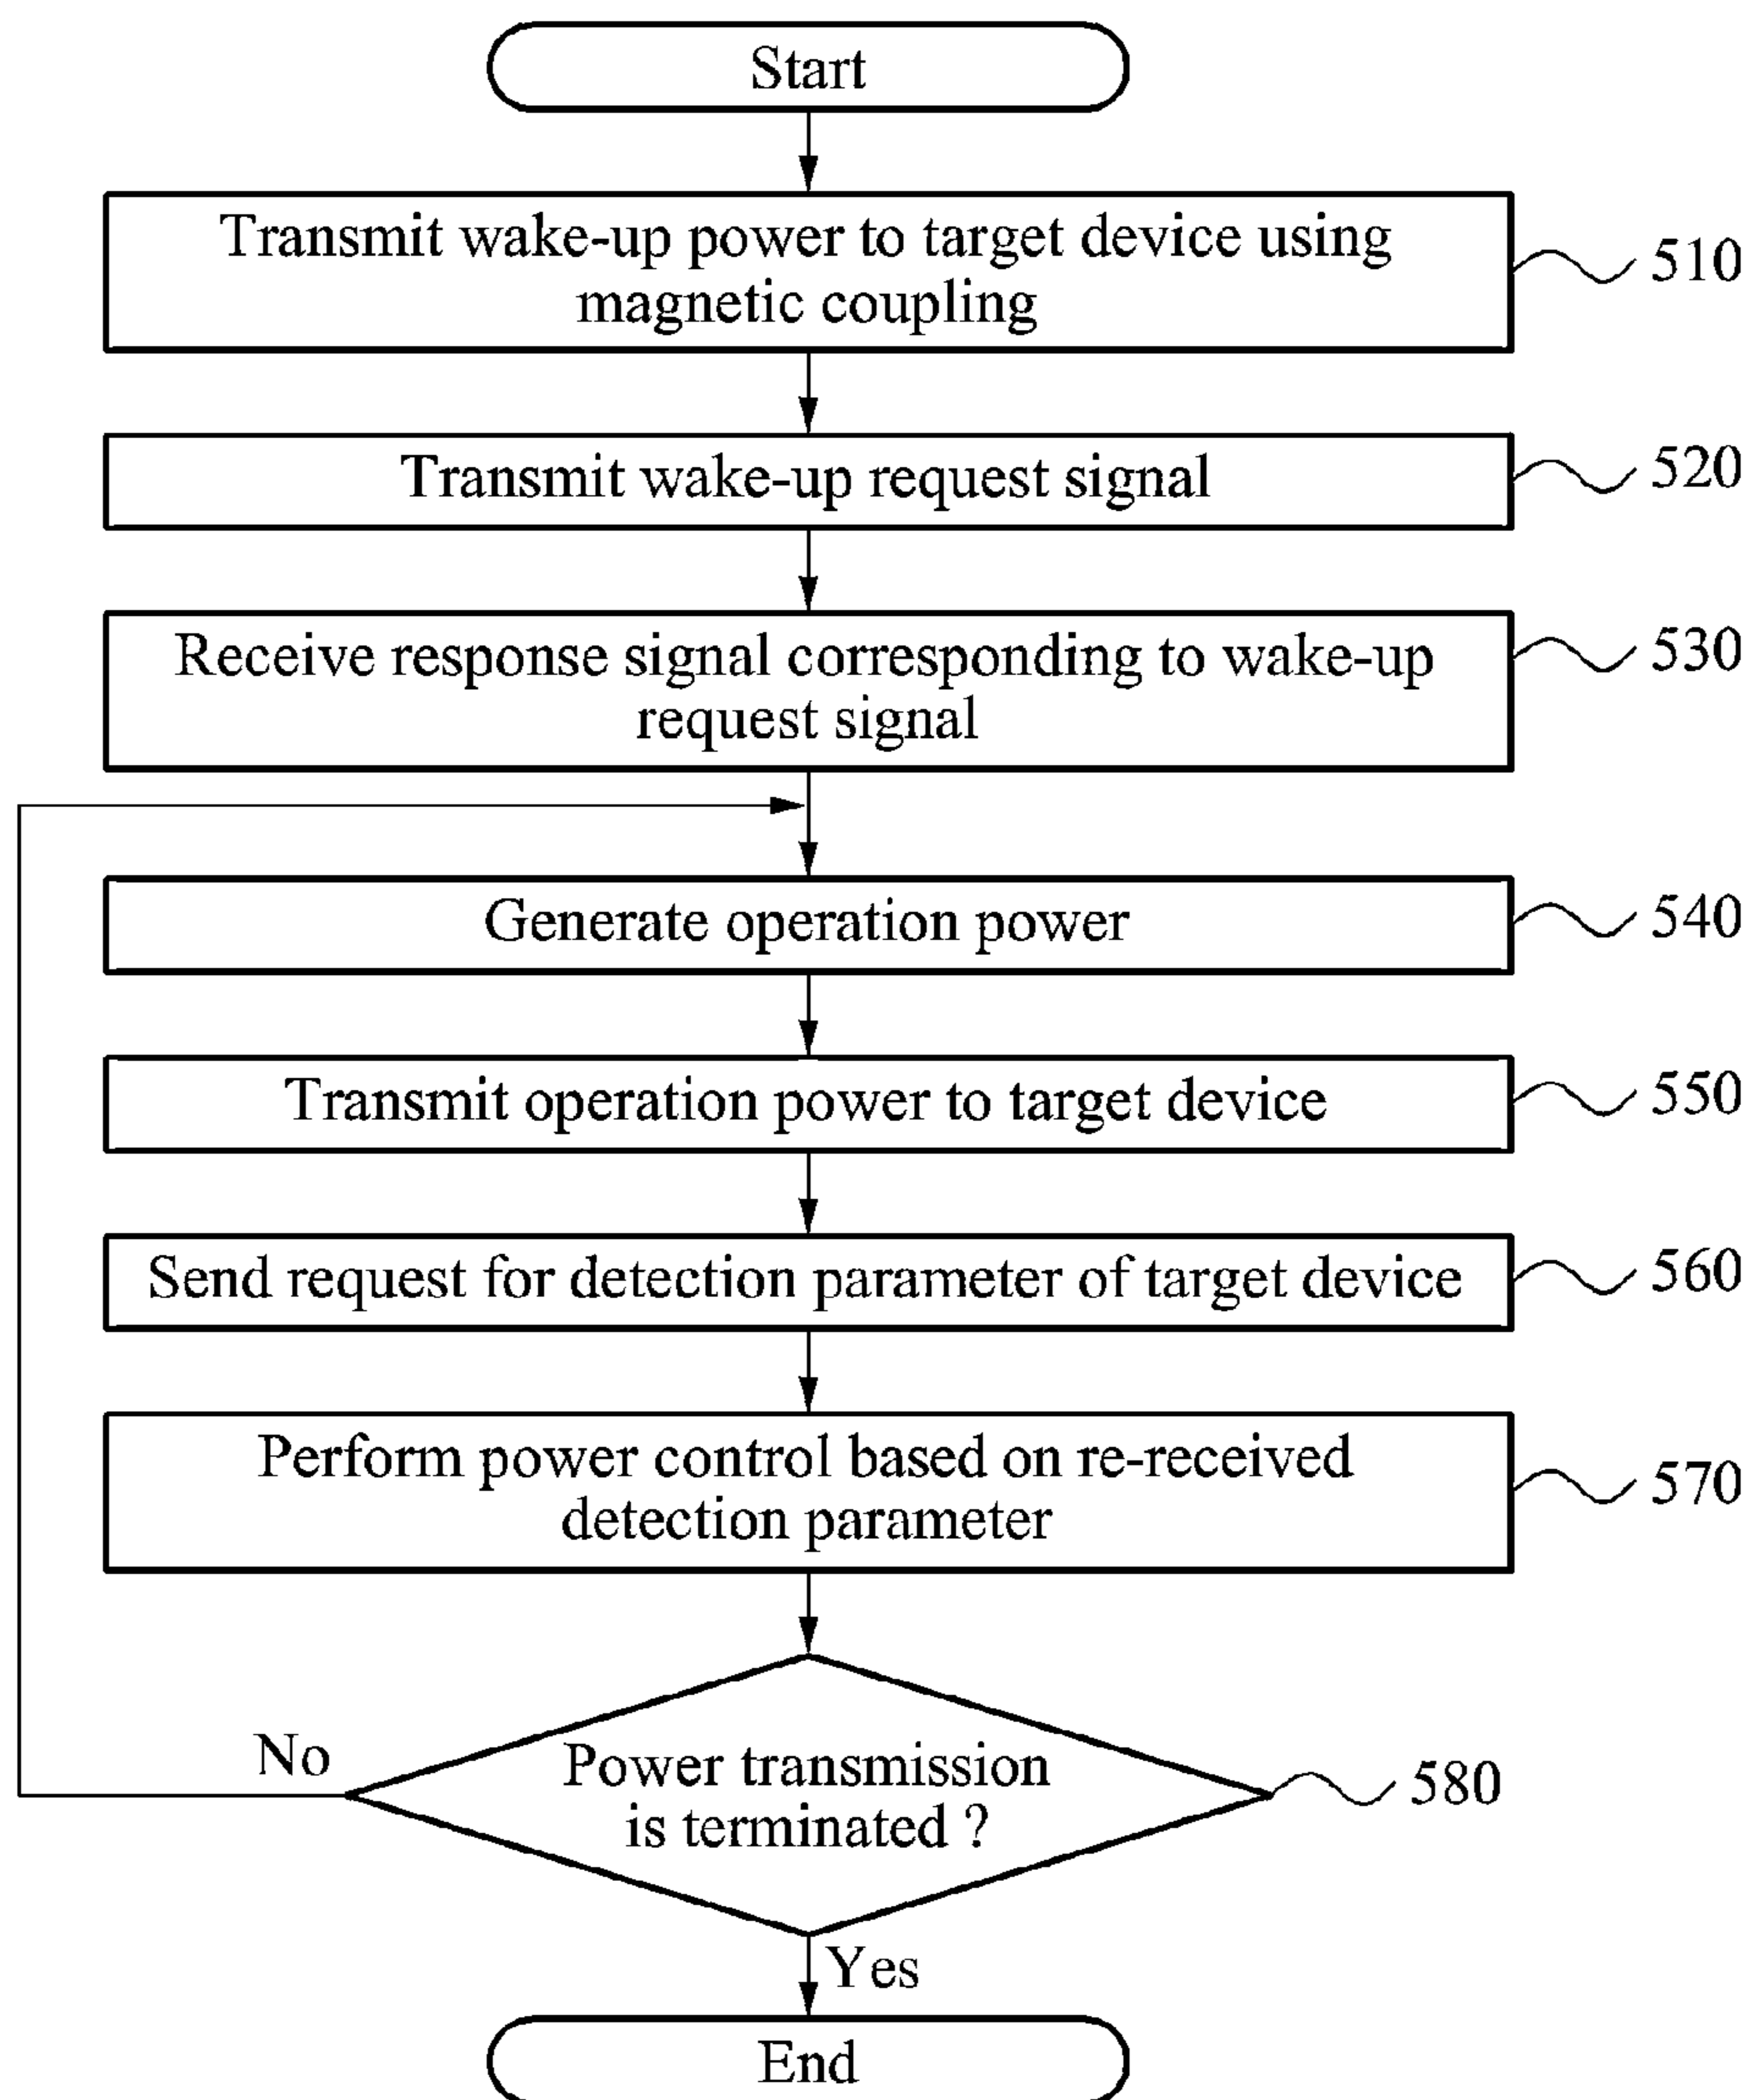 Start
Transmit wake-up power to target device using
magnetic coupling
510
Transmit wake-up request signal
520
Receive response signal corresponding to wake-up
request signal
530
Generate operation power
540
Transmit operation power to target device
550
Send request for detection parameter of target device
560
Perform power control based on re-received
detection parameter
570
No
Power transmission
is terminated ?
580
Yes
End